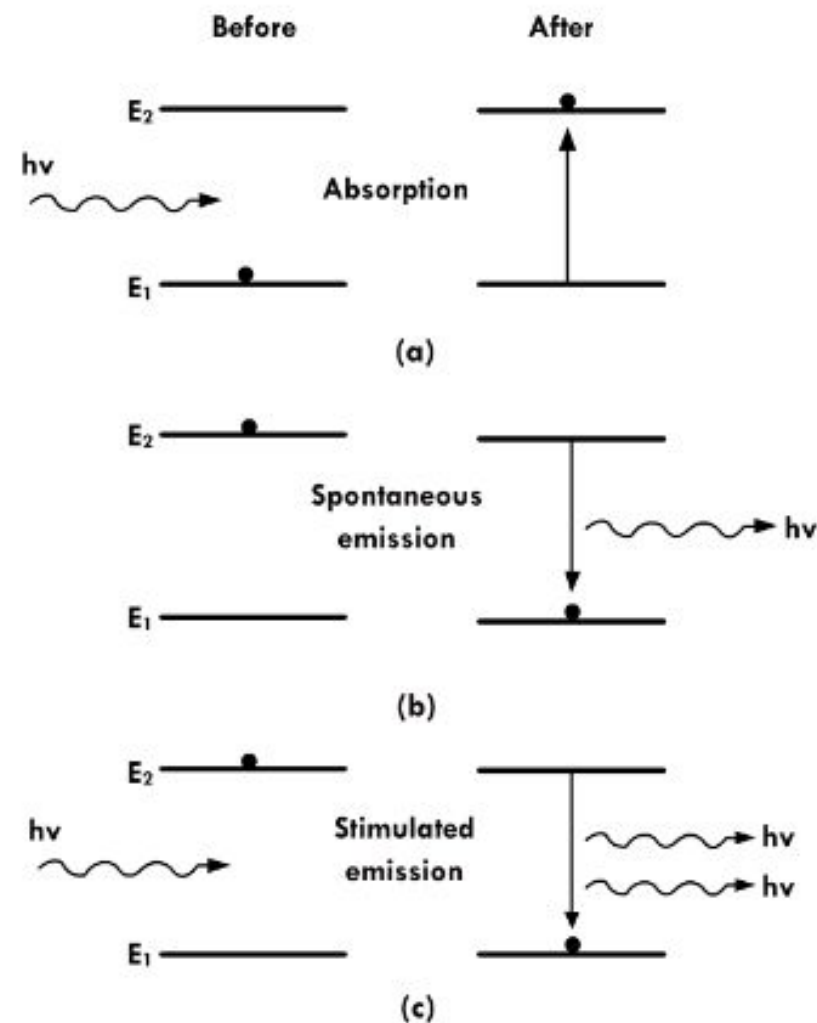 Before After
E₂
hv
Absorption
E₁
(a)
E₂
Spontaneous
emission
hv
E₁
(b)
E₂
hv
Stimulated
emission
hv
hv
E₁
(c)